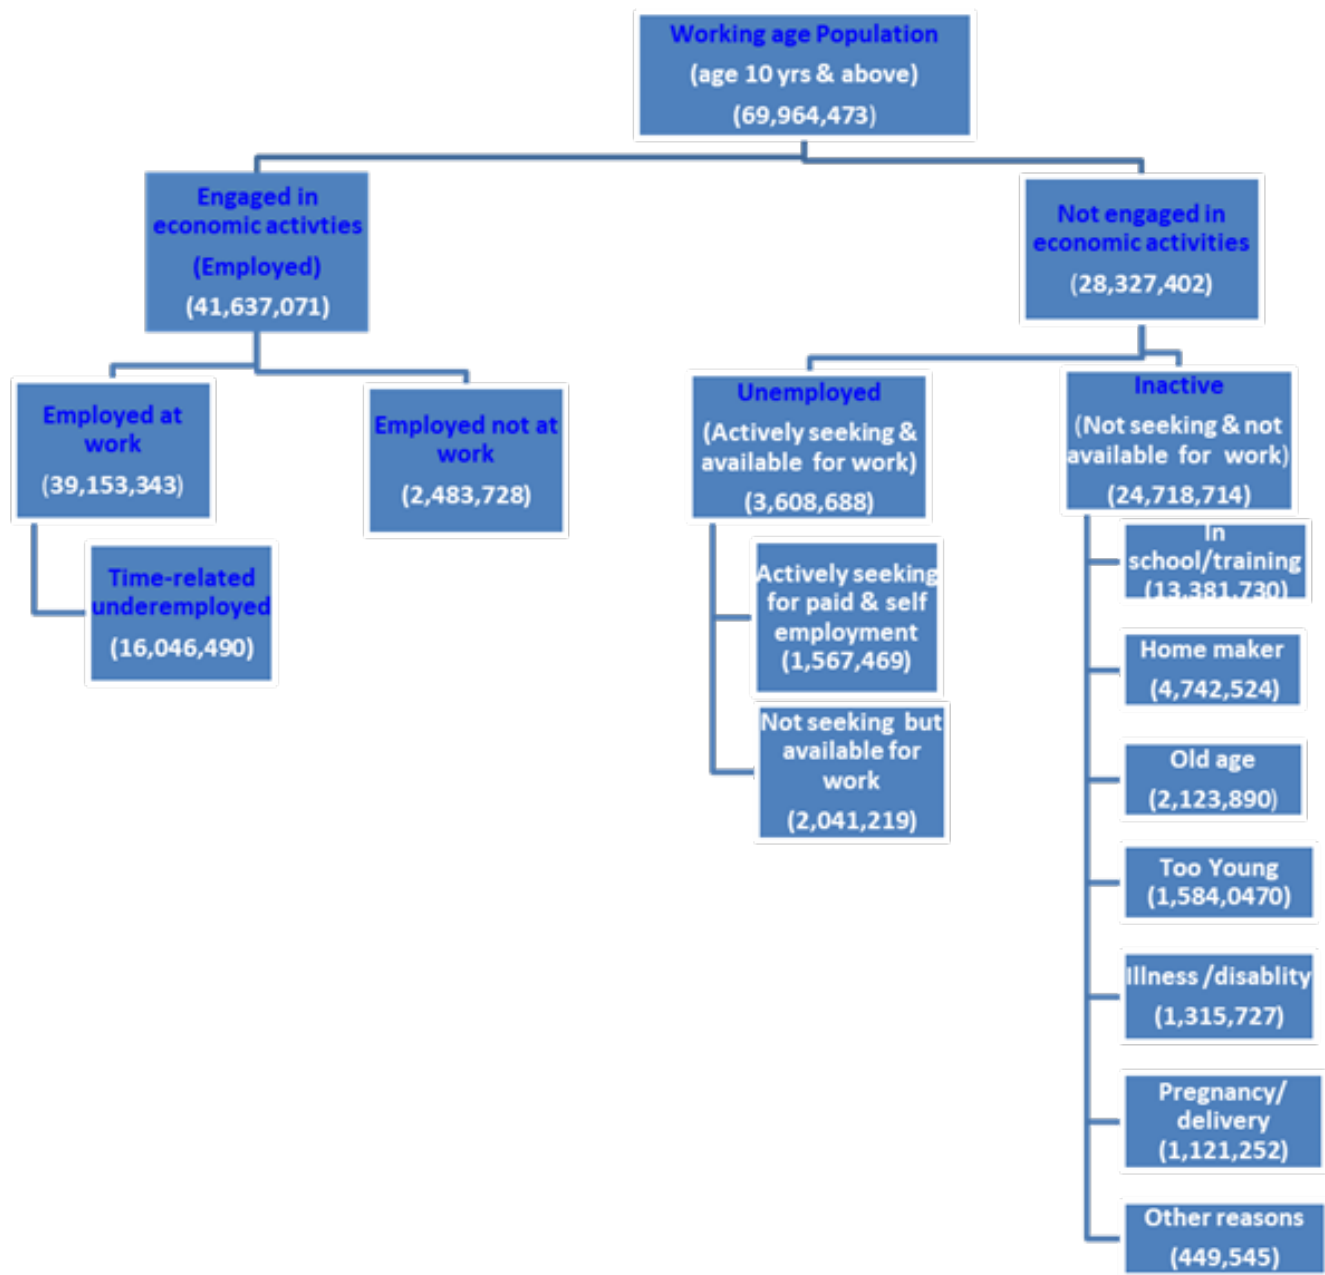 Working age Population
(age 10 yrs & above)
(69,964,473)
Engaged in
economic activties
(Employed)
(41,637,071)
Not engaged in
economic activities
(28,327,402)
Employed at
work
(39,153,343)
Employed not at
work
(2,483,728)
Unemployed
(Actively seeking &
available for work)
(3,608,688)
Inactive
(Not seeking & not
available for work)
(24,718,714)
Time-related
underemployed
(16,046,490)
Actively seeking
for paid & self
employment
(1,567,469)
Not seeking but
available for
work
(2,041,219)
In
school/training
(13,381,730)
Home maker
(4,742,524)
Old age
(2,123,890)
Too Young
(1,584,0470)
Illness /disablity
(1,315,727)
Pregnancy/
delivery
(1,121,252)
Other reasons
(449,545)